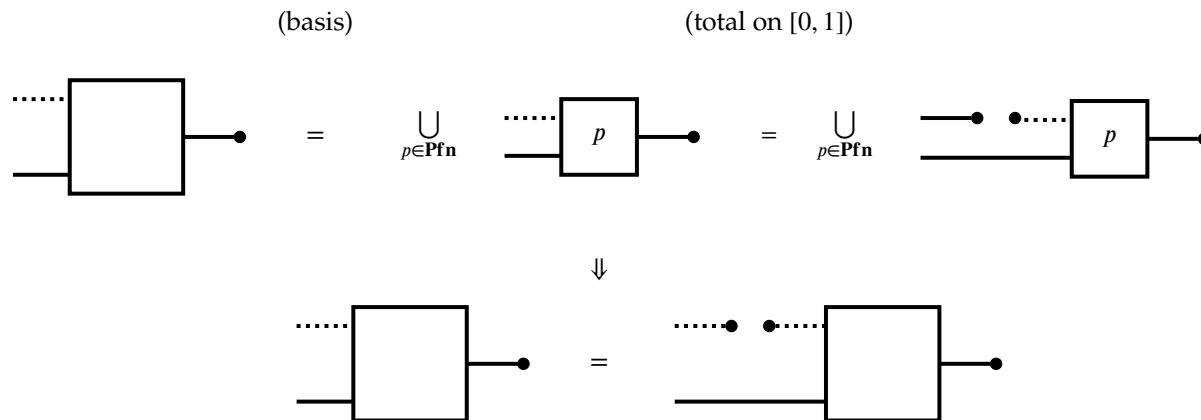 (basis) (total on [0, 1])
= ⋃ p = ⋃ p
p∈Pfn p∈Pfn
⇓
=